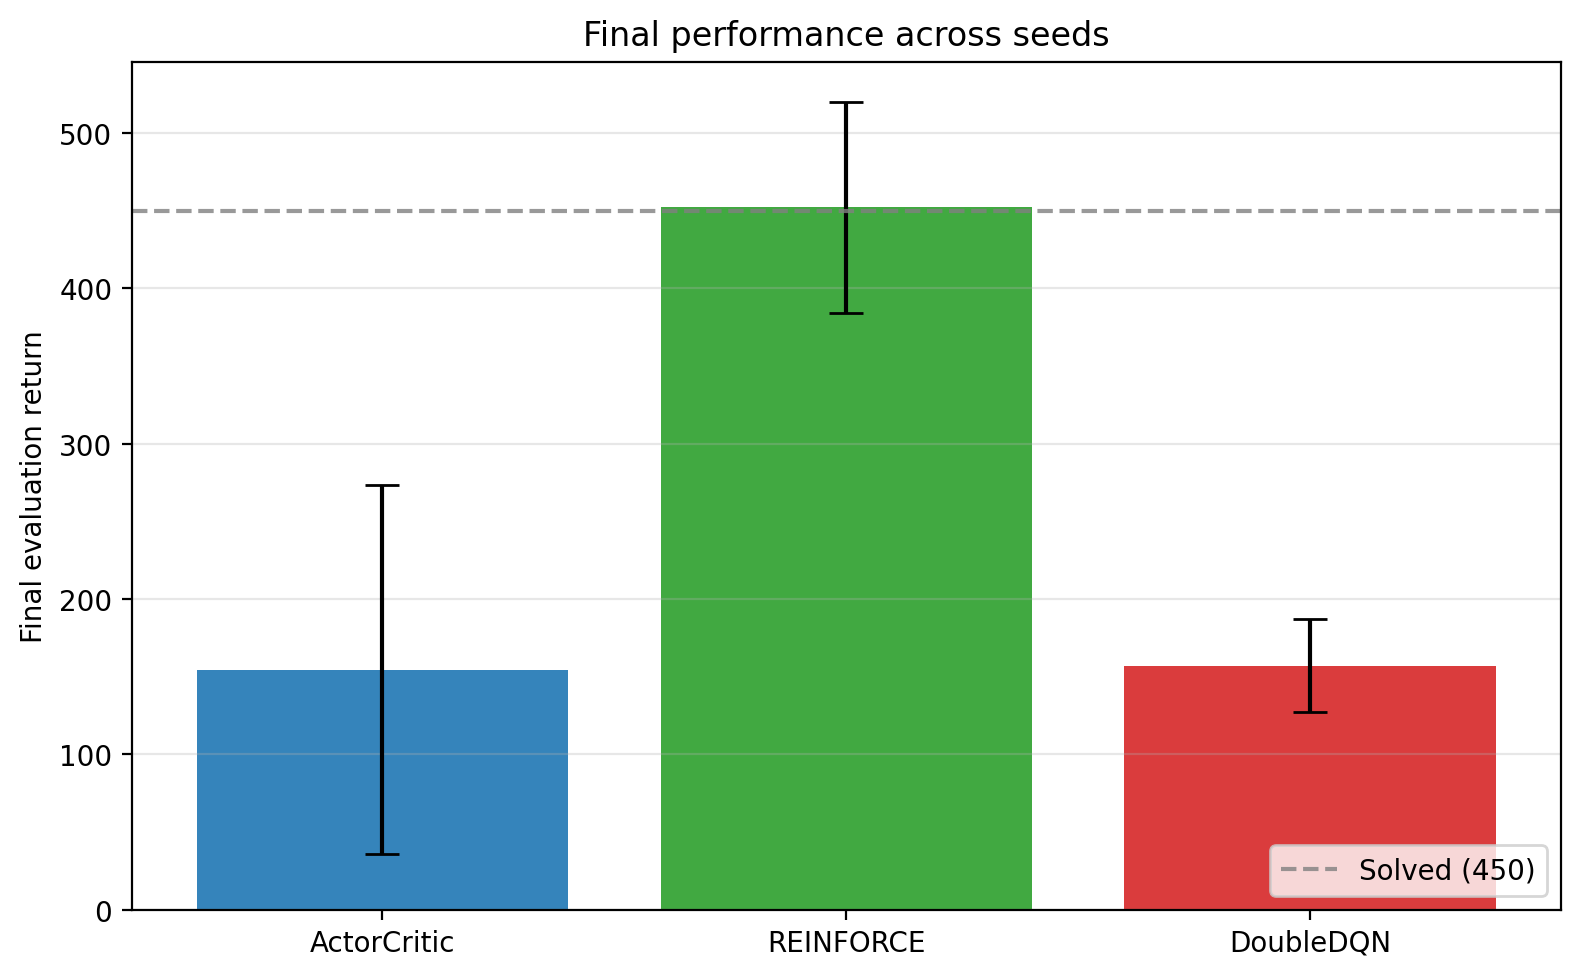 Final performance across seeds
Final evaluation return
500
400
300
200
100
0
ActorCritic
REINFORCE
DoubleDQN
Solved (450)